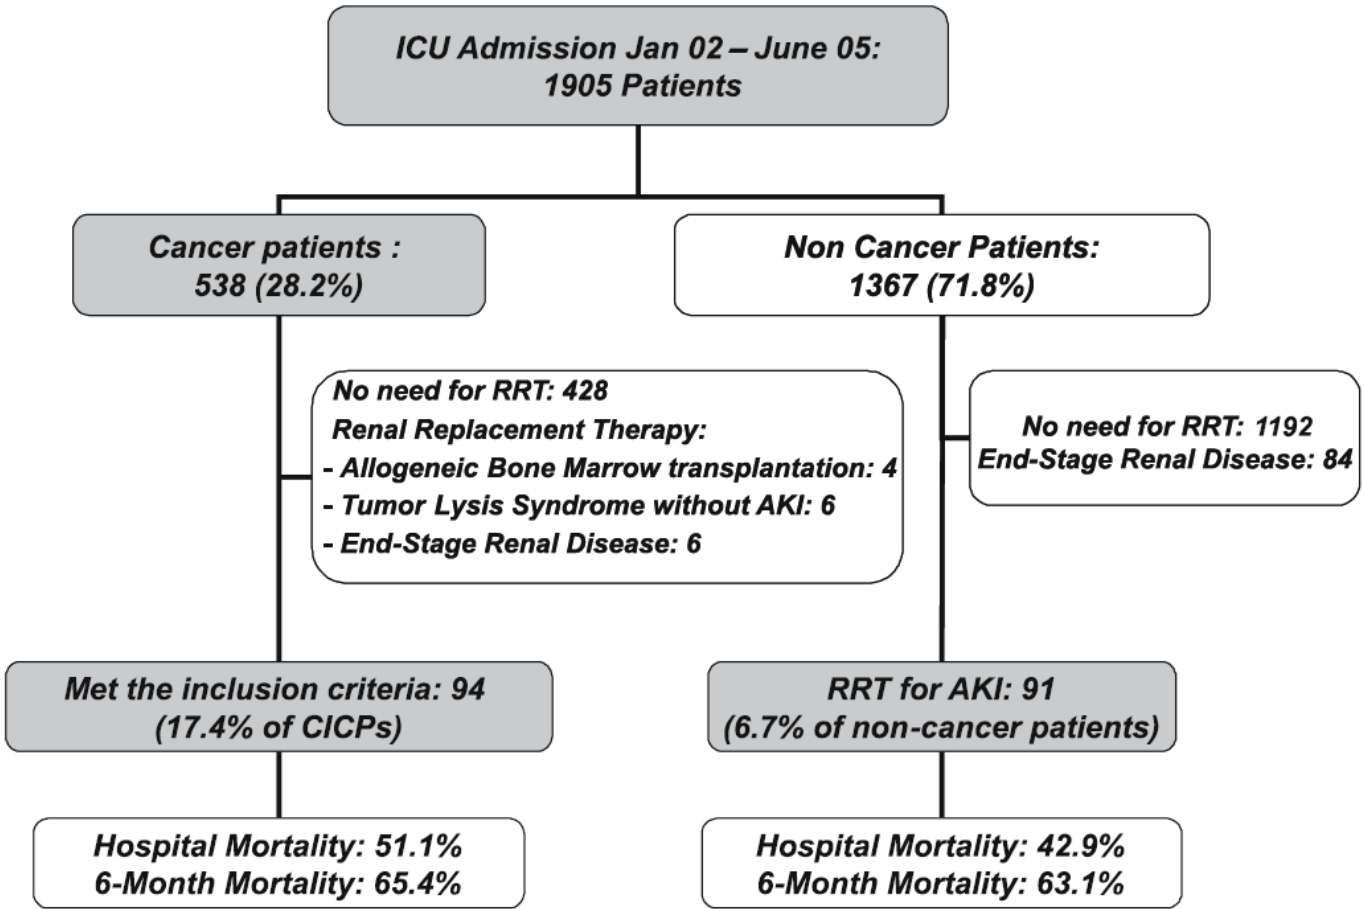 ICU Admission Jan 02 – June 05:
1905 Patients
Cancer patients :
538 (28.2%)
Non Cancer Patients:
1367 (71.8%)
No need for RRT: 428
Renal Replacement Therapy:
- Allogeneic Bone Marrow transplantation: 4
- Tumor Lysis Syndrome without AKI: 6
- End-Stage Renal Disease: 6
No need for RRT: 1192
End-Stage Renal Disease: 84
Met the inclusion criteria: 94
(17.4% of CICPs)
RRT for AKI: 91
(6.7% of non-cancer patients)
Hospital Mortality: 51.1%
6-Month Mortality: 65.4%
Hospital Mortality: 42.9%
6-Month Mortality: 63.1%